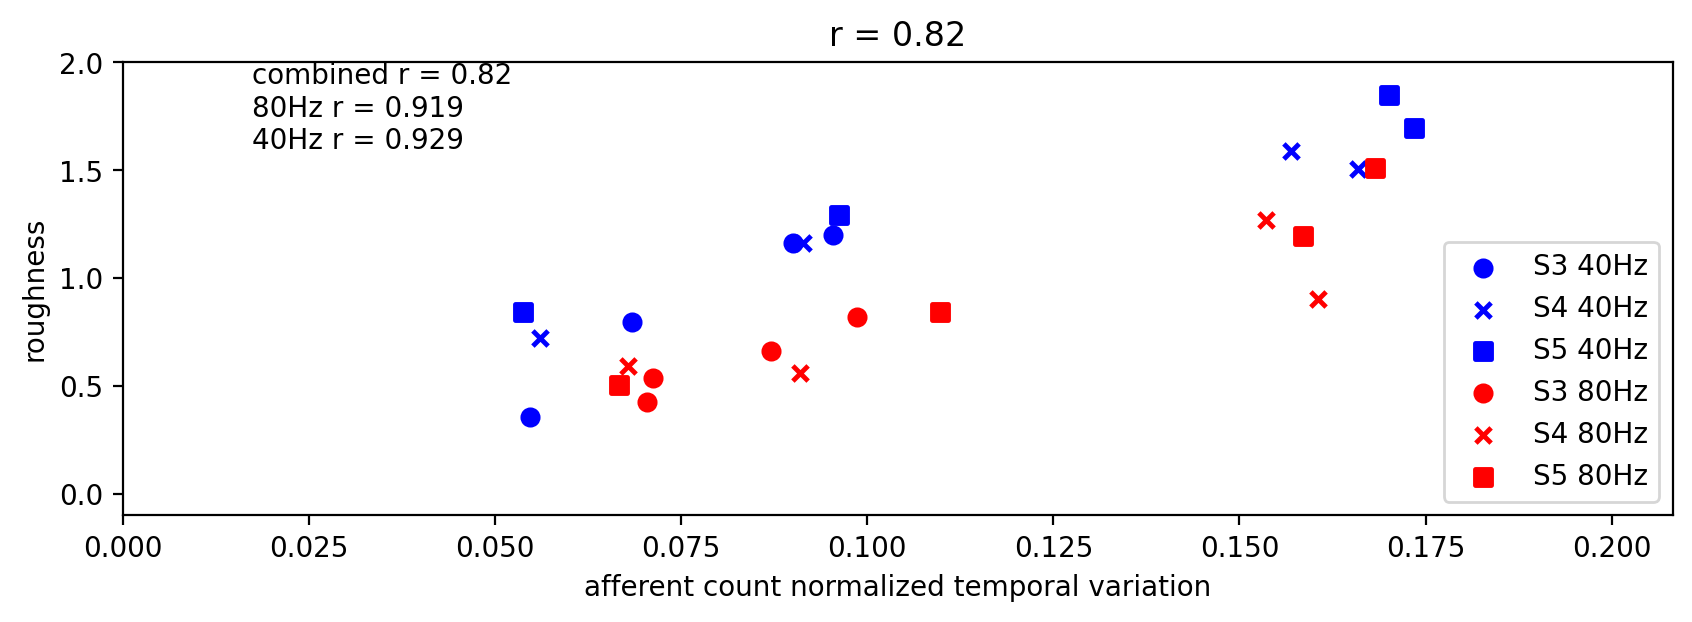 r = 0.82
combined r = 0.82
80Hz r = 0.919
40Hz r = 0.929
roughness
2.0
1.5
1.0
0.5
0.0
S3 40Hz
S4 40Hz
S5 40Hz
S3 80Hz
S4 80Hz
S5 80Hz
0.000 0.025 0.050 0.075 0.100 0.125 0.150 0.175 0.200
afferent count normalized temporal variation